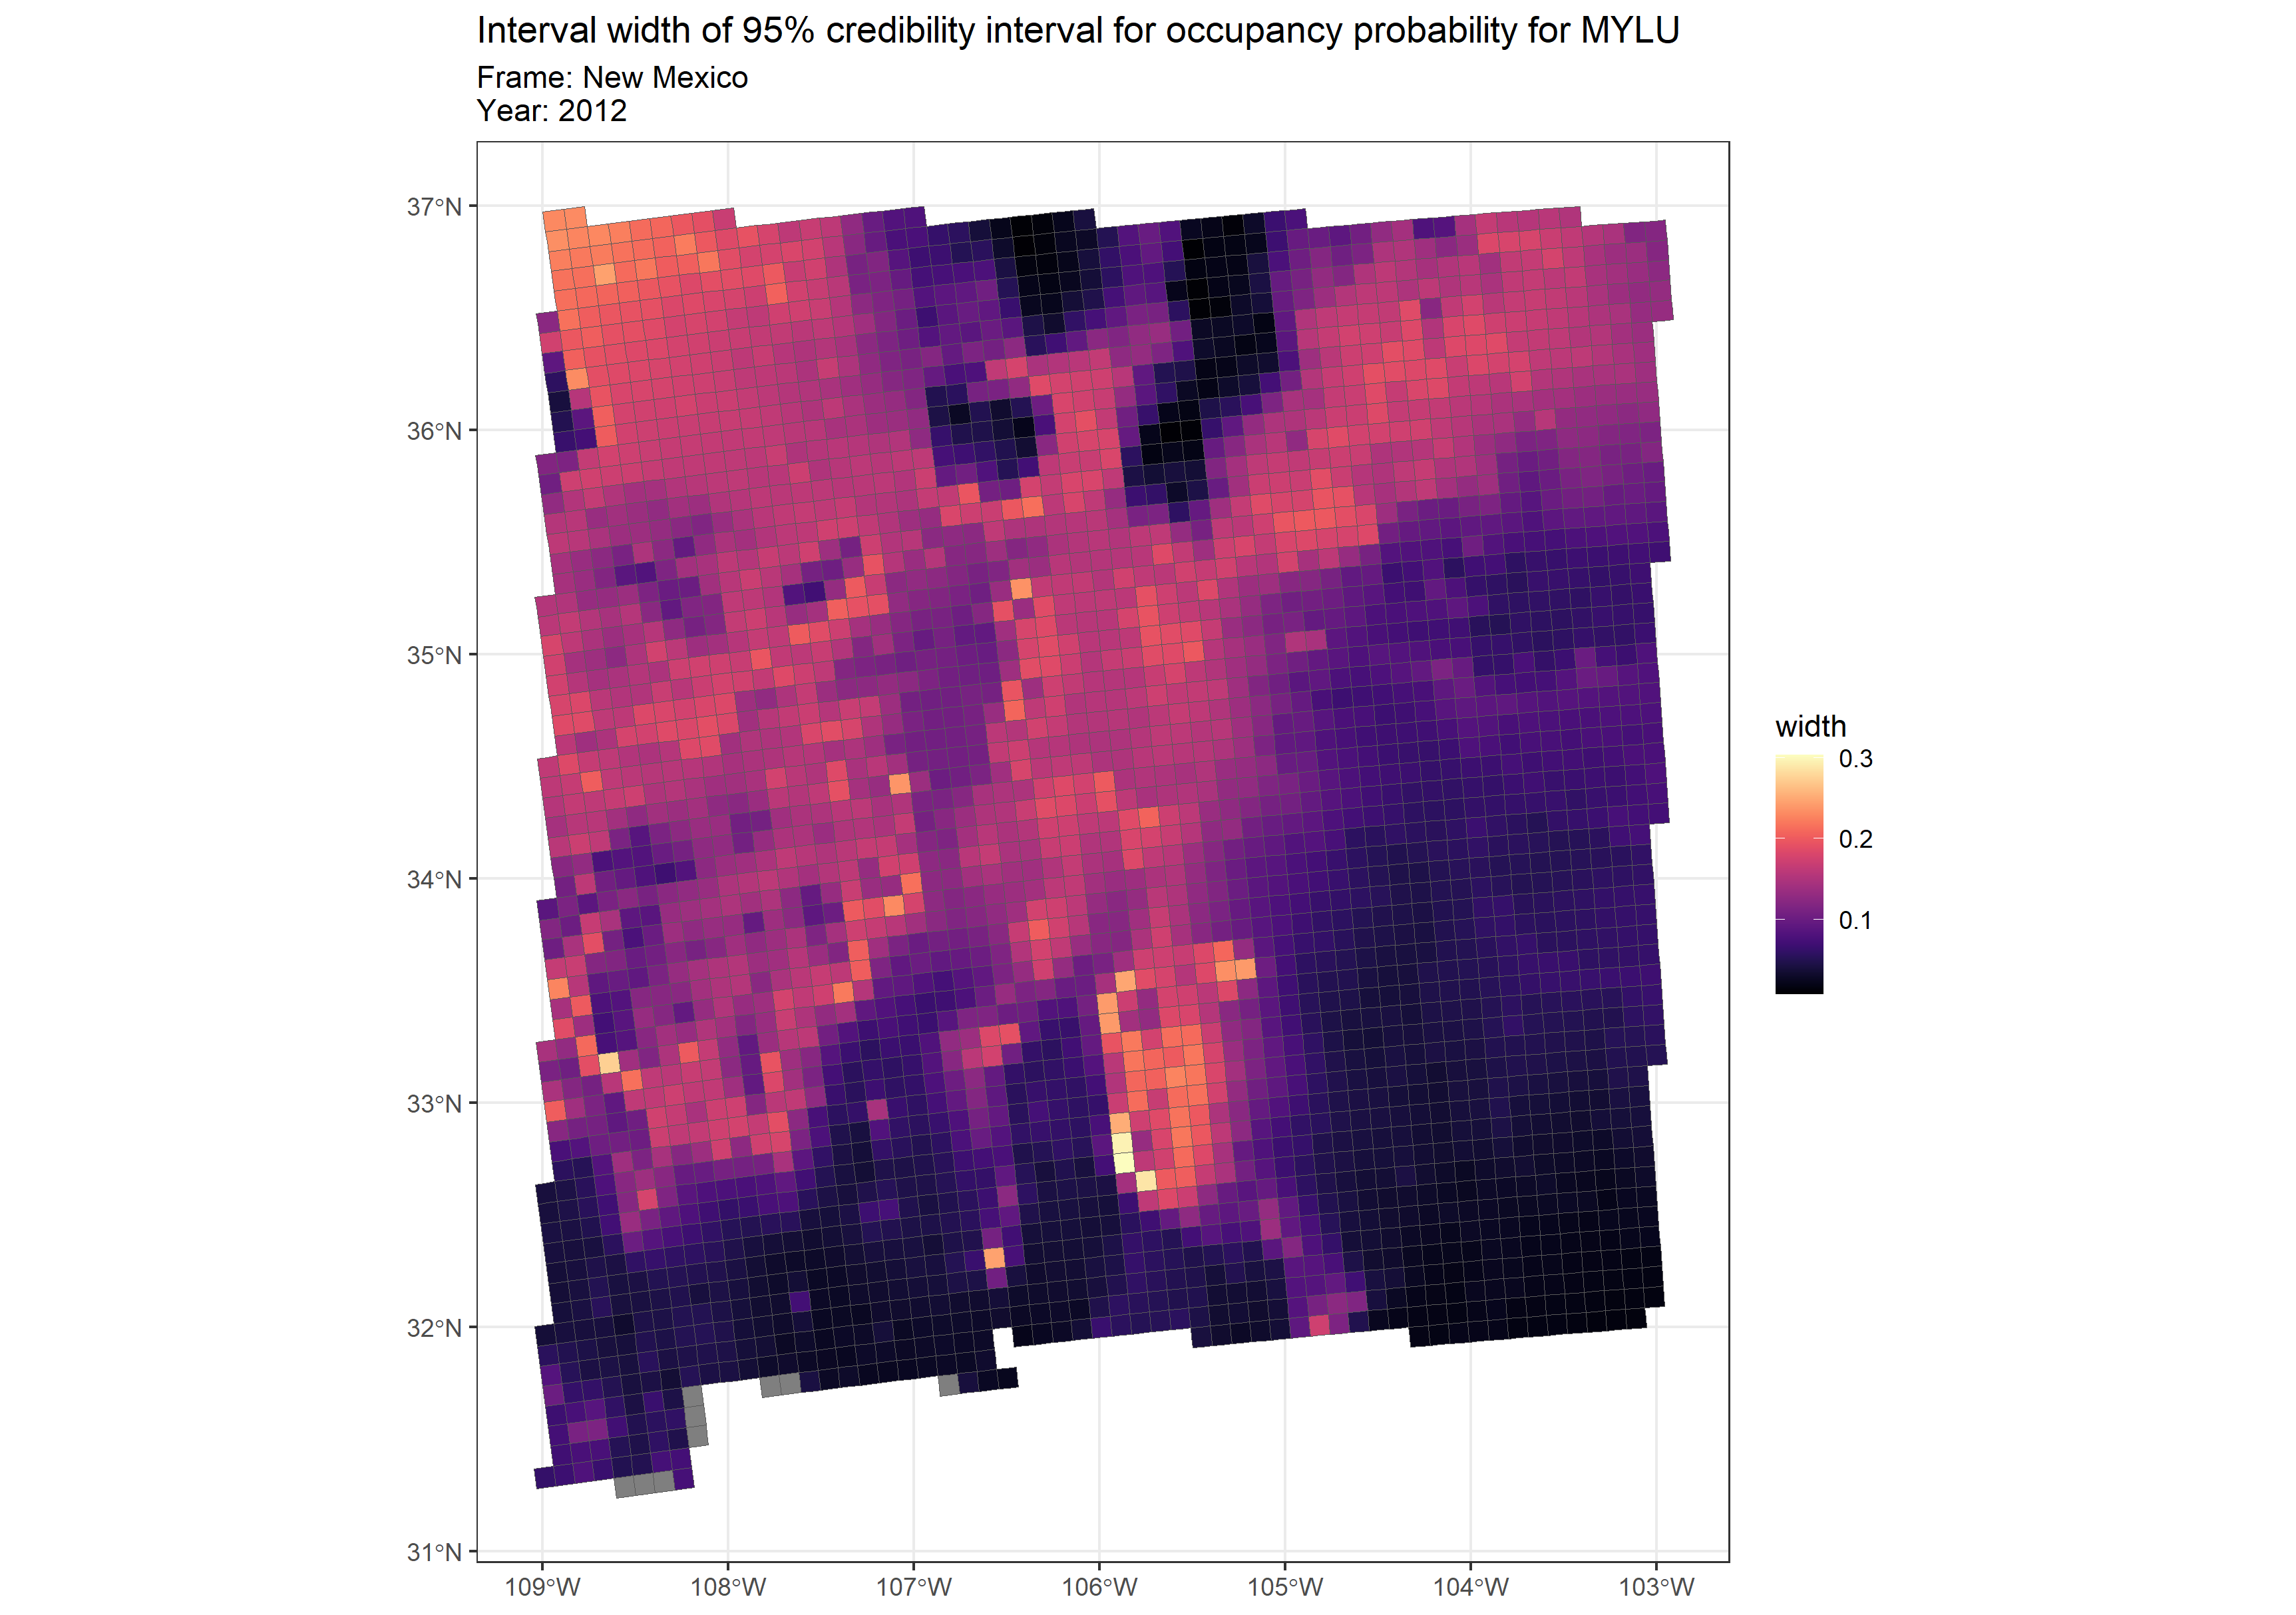 Interval width of 95% credibility interval for occupancy probability for MYLU
Frame: New Mexico
Year: 2012
37°N
36°N
35°N
34°N
33°N
32°N
31°N
109°W
108°W
107°W
106°W
105°W
104°W
103°W
width
0.3
0.2
0.1